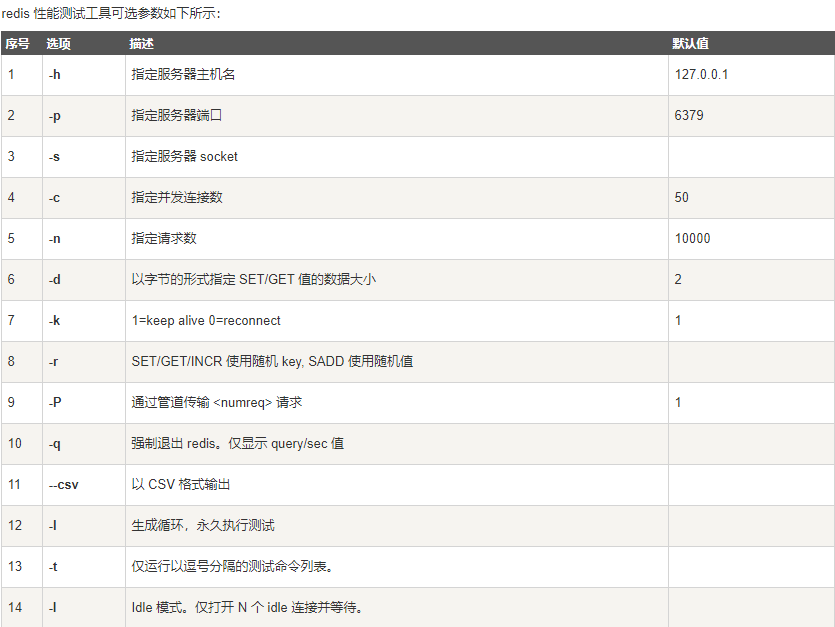 redis 性能测试工具可选参数如下所示：
序号 选项 描述 默认值
1 -h 指定服务器主机名 127.0.0.1
2 -p 指定服务器端口 6379
3 -s 指定服务器 socket
4 -c 指定并发连接数 50
5 -n 指定请求数 10000
6 -d 以字节的形式指定 SET/GET 值的数据大小 2
7 -k 1=keep alive 0=reconnect 1
8 -r SET/GET/INCR 使用随机 key, SADD 使用随机值
9 -P 通过管道传输 <numreq> 请求 1
10 -q 强制退出 redis。仅显示 query/sec 值
11 --csv 以 CSV 格式输出
12 -l 生成循环，永久执行测试
13 -t 仅运行以逗号分隔的测试命令列表。
14 -I Idle 模式。仅打开 N 个 idle 连接并等待。